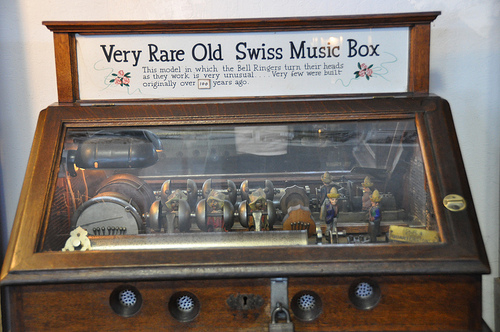 Very Rare Old Swiss Music Box
This model in which the Bell Ringers turn their heads
as they work is very unusual . . . Very few were built
originally over 100 years ago.